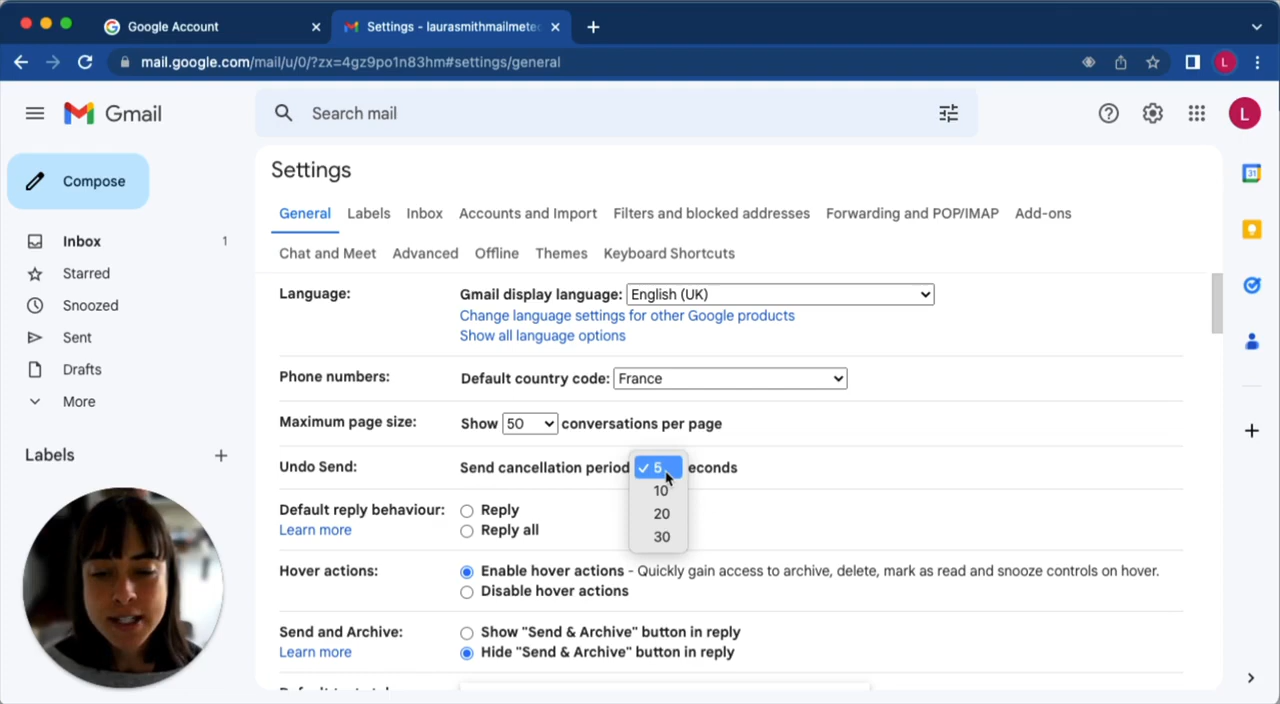 Google Account
Settings - laurasmithmailmetec
mail.google.com/mail/u/0/?zx=4gz9po1n83hm#settings/general
L
Gmail
Search mail
L
Compose
Inbox 1
Starred
Snoozed
Sent
Drafts
More
Labels
Settings
General Labels Inbox Accounts and Import Filters and blocked addresses Forwarding and POP/IMAP Add-ons
Chat and Meet Advanced Offline Themes Keyboard Shortcuts
Language: Gmail display language: English (UK)
Change language settings for other Google products
Show all language options
Phone numbers: Default country code: France
Maximum page size: Show 50 conversations per page
Undo Send: Send cancellation period 5 econds
10
20
30
Default reply behaviour: Reply
Learn more Reply all
Hover actions: Enable hover actions - Quickly gain access to archive, delete, mark as read and snooze controls on hover.
Disable hover actions
Send and Archive: Show "Send & Archive" button in reply
Learn more Hide "Send & Archive" button in reply
31